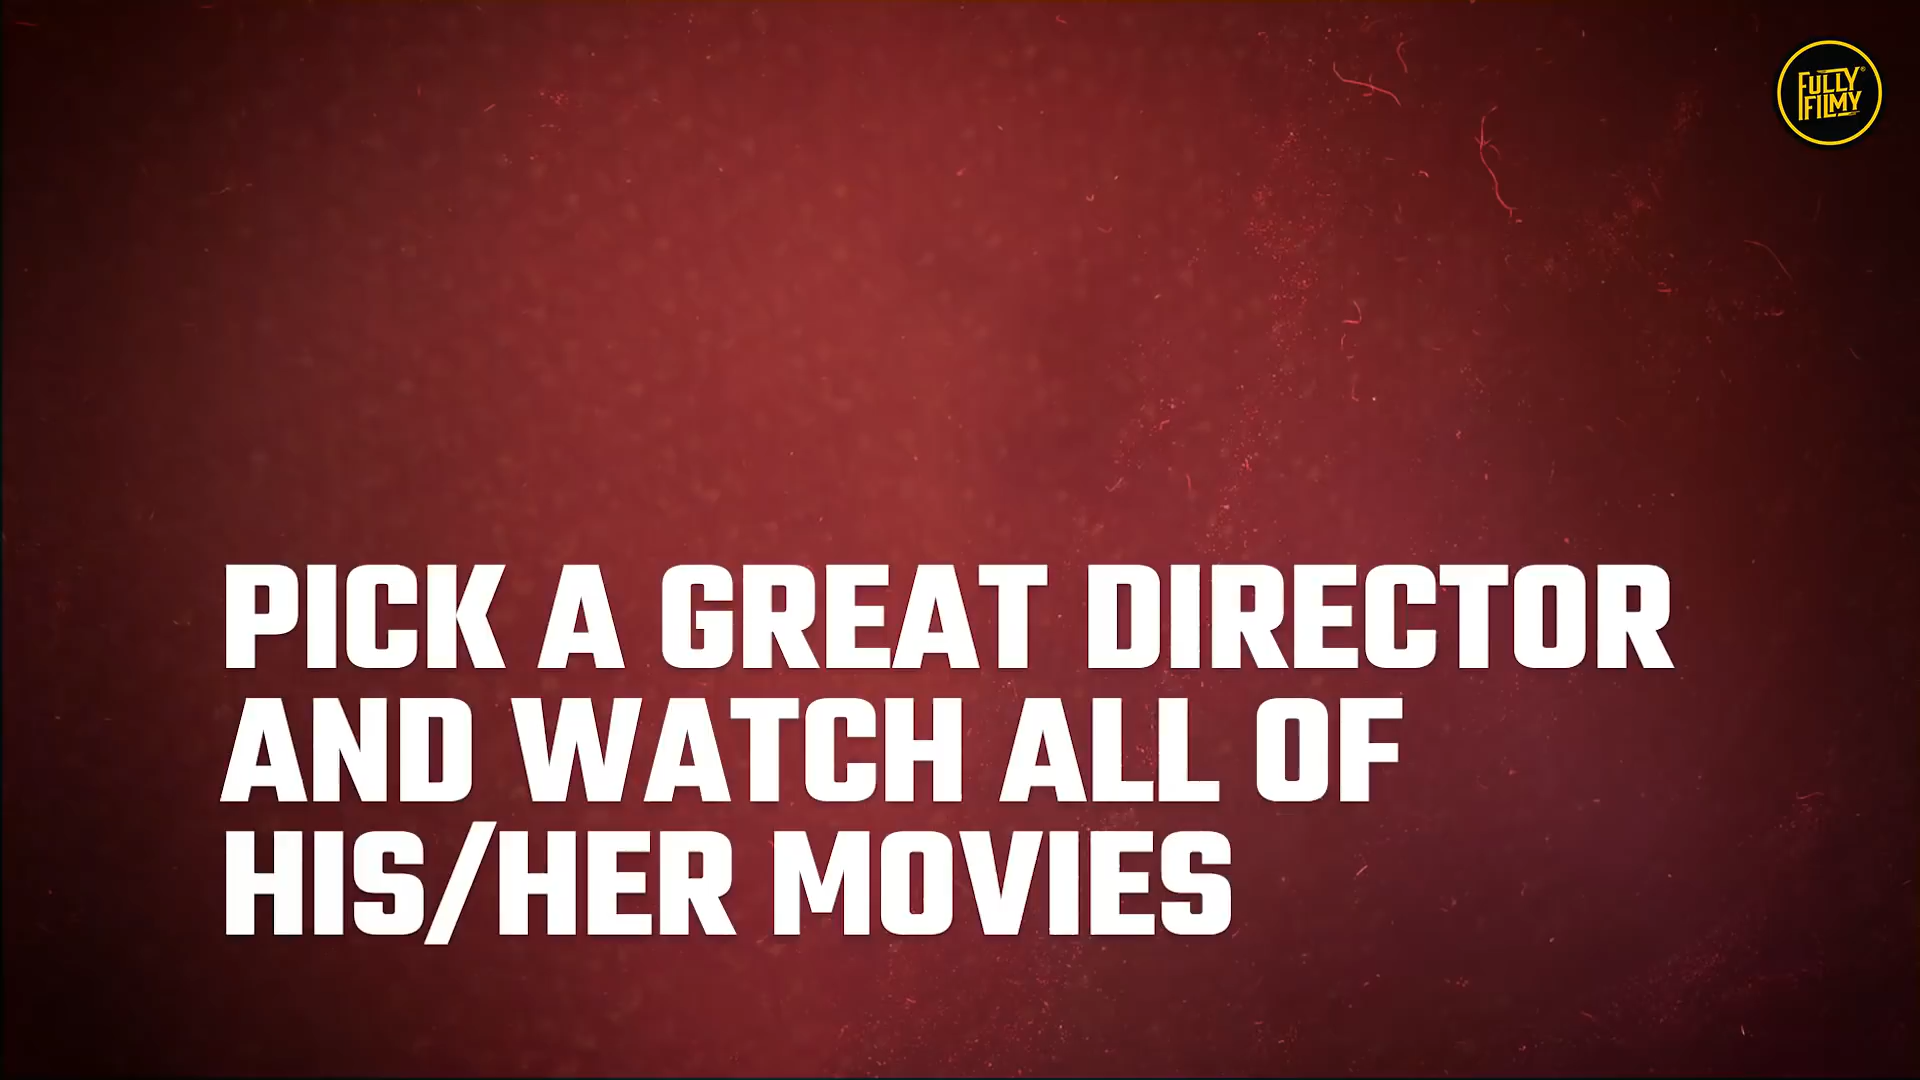 FULLY
FILMY
PICK A GREAT DIRECTOR
AND WATCH ALL OF
HIS/HER MOVIES